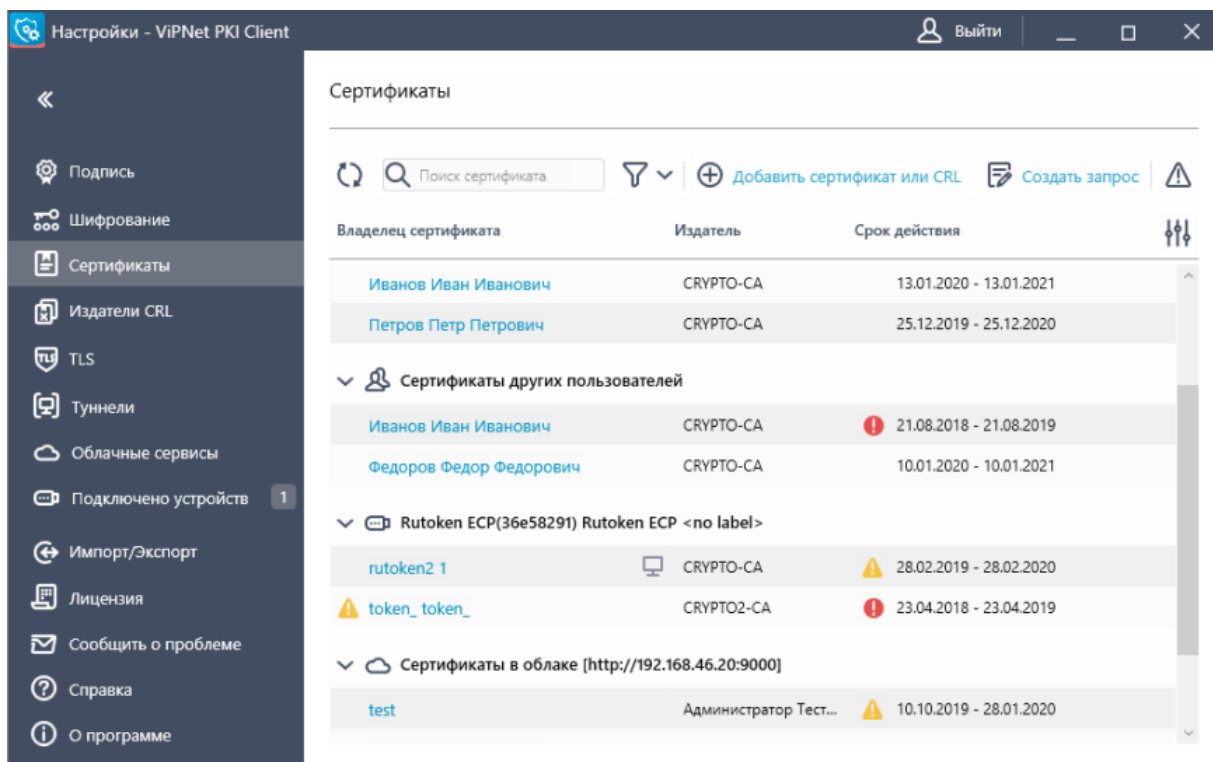 Настройки - ViPNet PKI Client
Выйти
Сертификаты
Подпись
Шифрование
Сертификаты
Издатели CRL
TLS
Туннели
Облачные сервисы
Подключено устройств 1
Импорт/Экспорт
Лицензия
Сообщить о проблеме
Справка
О программе
Поиск сертификата
Добавить сертификат или CRL
Создать запрос
Владелец сертификата Издатель Срок действия
Иванов Иван Иванович CRYPTO-CA 13.01.2020 - 13.01.2021
Петров Петр Петрович CRYPTO-CA 25.12.2019 - 25.12.2020
Сертификаты других пользователей
Иванов Иван Иванович CRYPTO-CA 21.08.2018 - 21.08.2019
Федоров Федор Федорович CRYPTO-CA 10.01.2020 - 10.01.2021
Rutoken ECP(36e58291) Rutoken ECP <no label>
rutoken2 1 CRYPTO-CA 28.02.2019 - 28.02.2020
token_ token_ CRYPTO2-CA 23.04.2018 - 23.04.2019
Сертификаты в облаке [http://192.168.46.20:9000]
test Администратор Тест... 10.10.2019 - 28.01.2020